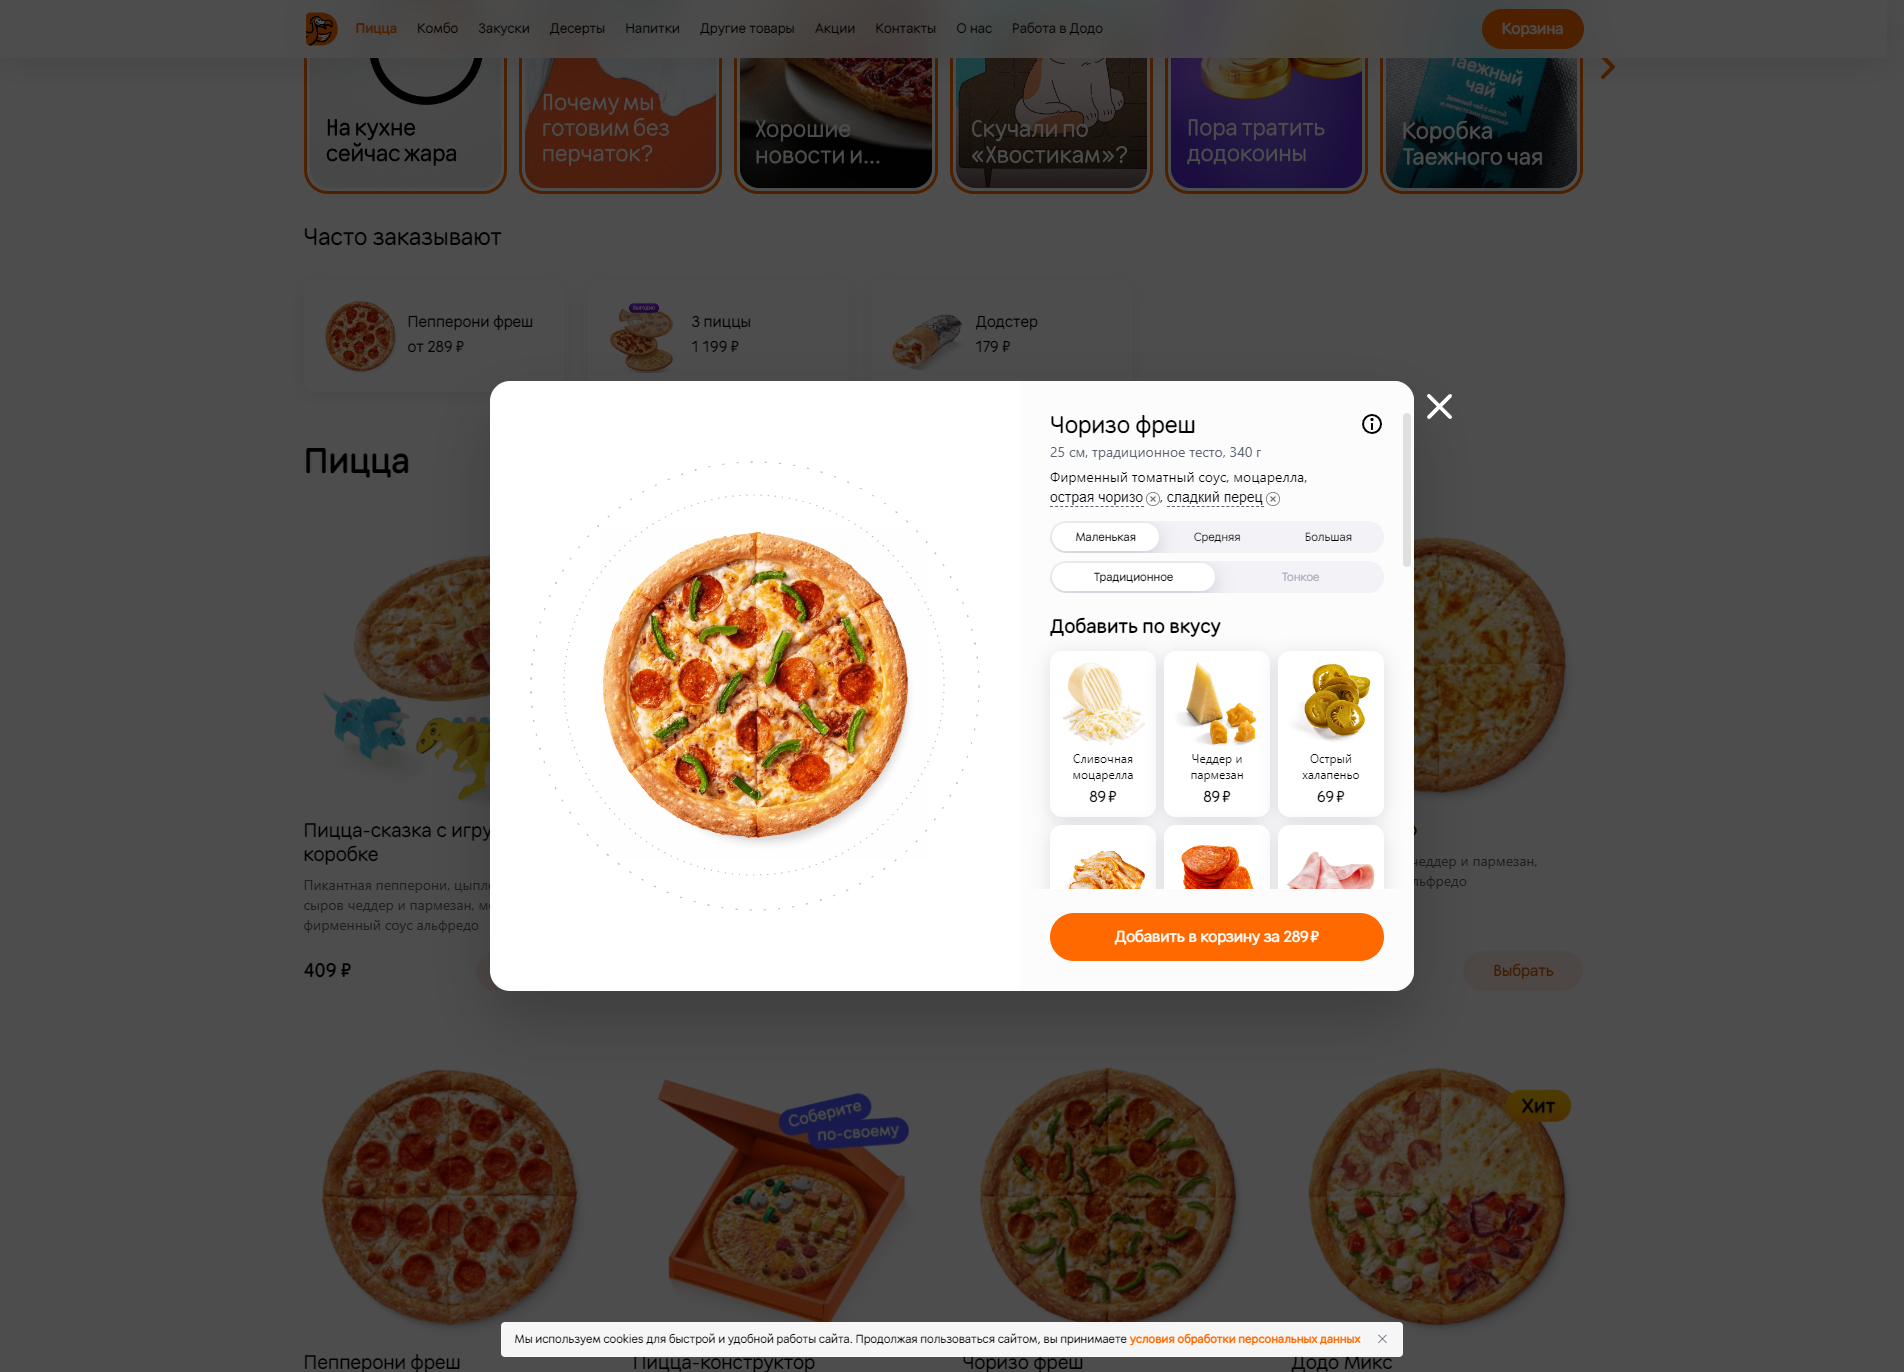 Пицца Комбо Закуски Десерты Напитки Другие товары Акции Контакты О нас Работа в Додо Корзина
На кухне
сейчас жара
Почему мы
готовим без
перчаток?
Хорошие
новости и...
Скучали по
«Хвостикам»?
Пора тратить
додокоины
Таежный
чай
Коробка
Таежного чая
Часто заказывают
Пепперони фреш
от 289 ₽
3 пиццы
1 199 ₽
Додстер
179 ₽
Пицца
Чоризо фреш
25 см, традиционное тесто, 340 г
Фирменный томатный соус, моцарелла,
острая чоризо, сладкий перец
Маленькая Средняя Большая
Традиционное Тонкое
Добавить по вкусу
Сливочная
моцарелла
89 ₽
Чеддер и
пармезан
89 ₽
Острый
халапеньо
69 ₽
Добавить в корзину за 289 ₽
Пицца-сказка с игру
коробке
Пикантная пепперони, цыпл
сыров чеддер и пармезан, м
фирменный соус альфредо
409 ₽
чеддер и пармезан,
льфредо
Выбрать
Соберите
по-своему
Хит
Мы используем cookies для быстрой и удобной работы сайта. Продолжая пользоваться сайтом, вы принимаете условия обработки персональных данных
Пепперони фреш
Пицца-конструктор
Чоризо фреш
Додо Микс